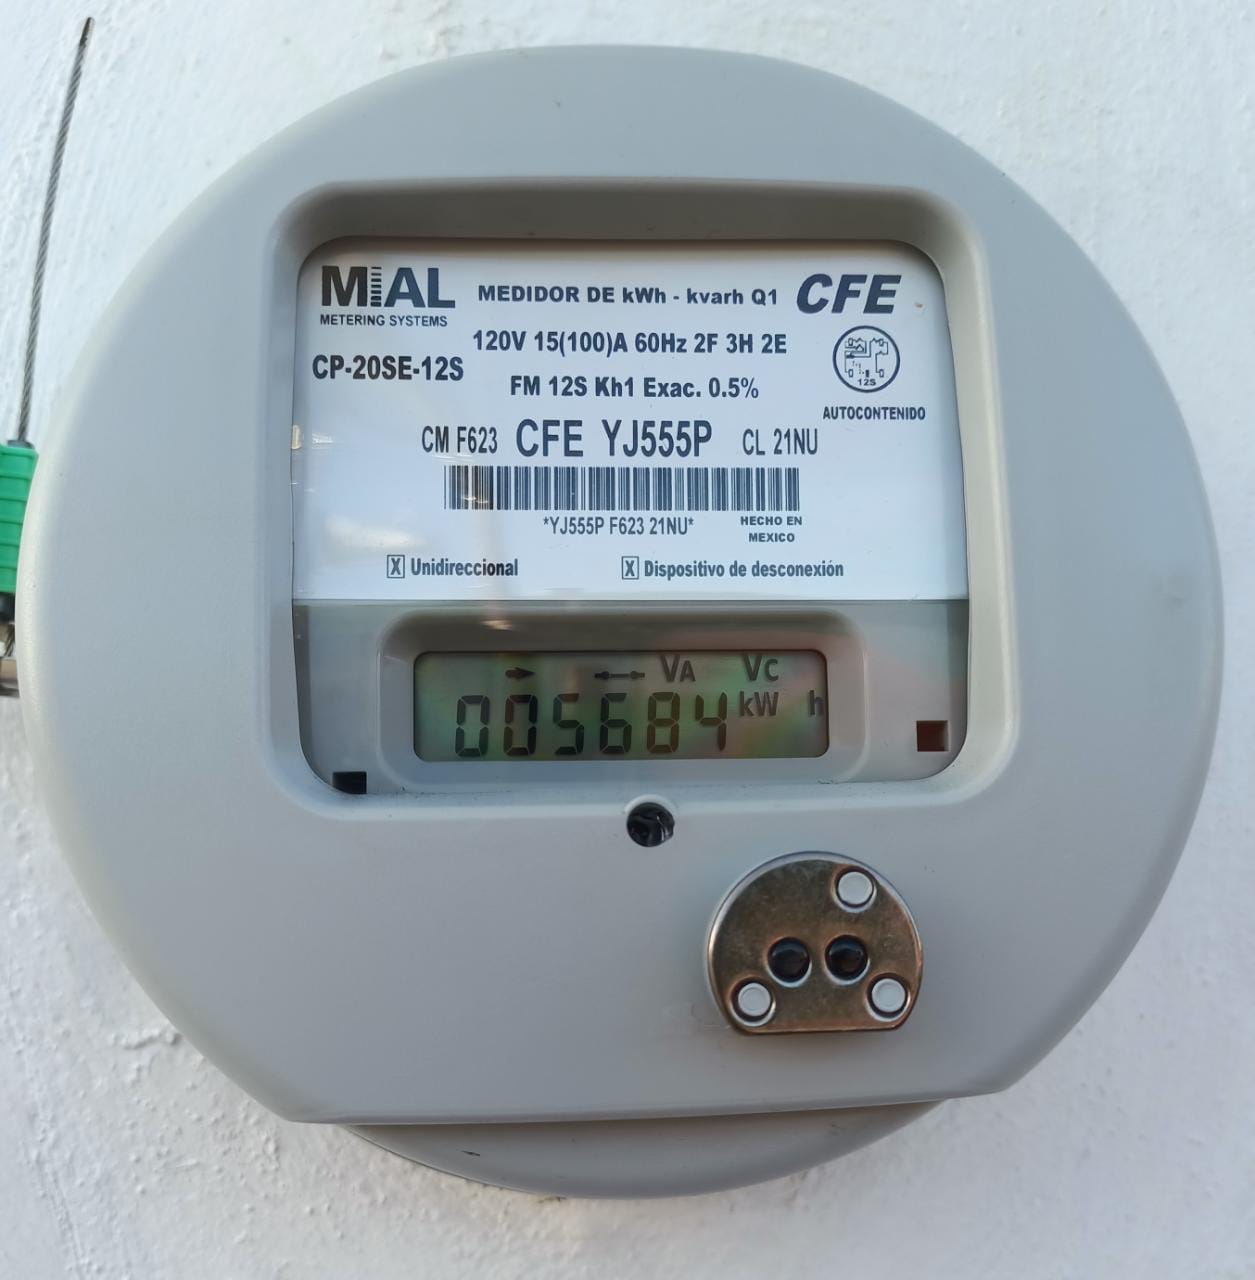 MIAL
METERING SYSTEMS
MEDIDOR DE kWh - kvarh Q1
CFE
120V 15(100)A 60Hz 2F 3H 2E
CP-20SE-12S
FM 12S Kh1 Exac. 0.5%
12S
AUTOCONTENIDO
CM F623 CFE YJ555P CL 21NU
*YJ555P F623 21NU*
HECHO EN
MEXICO
X Unidireccional
X Dispositivo de desconexión
VA VC
005684 kW h